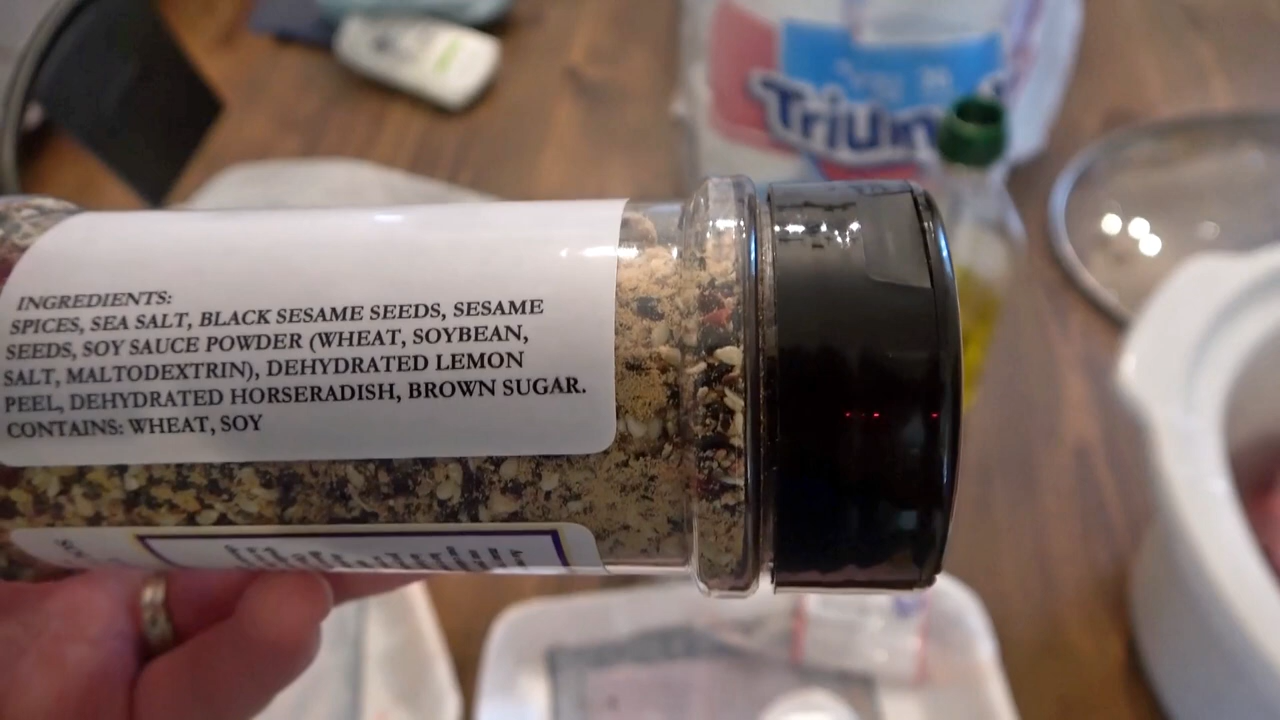 INGREDIENTS:
SPICES, SEA SALT, BLACK SESAME SEEDS, SESAME
SEEDS, SOY SAUCE POWDER (WHEAT, SOYBEAN,
SALT, MALTODEXTRIN), DEHYDRATED LEMON
PEEL, DEHYDRATED HORSERADISH, BROWN SUGAR.
CONTAINS: WHEAT, SOY